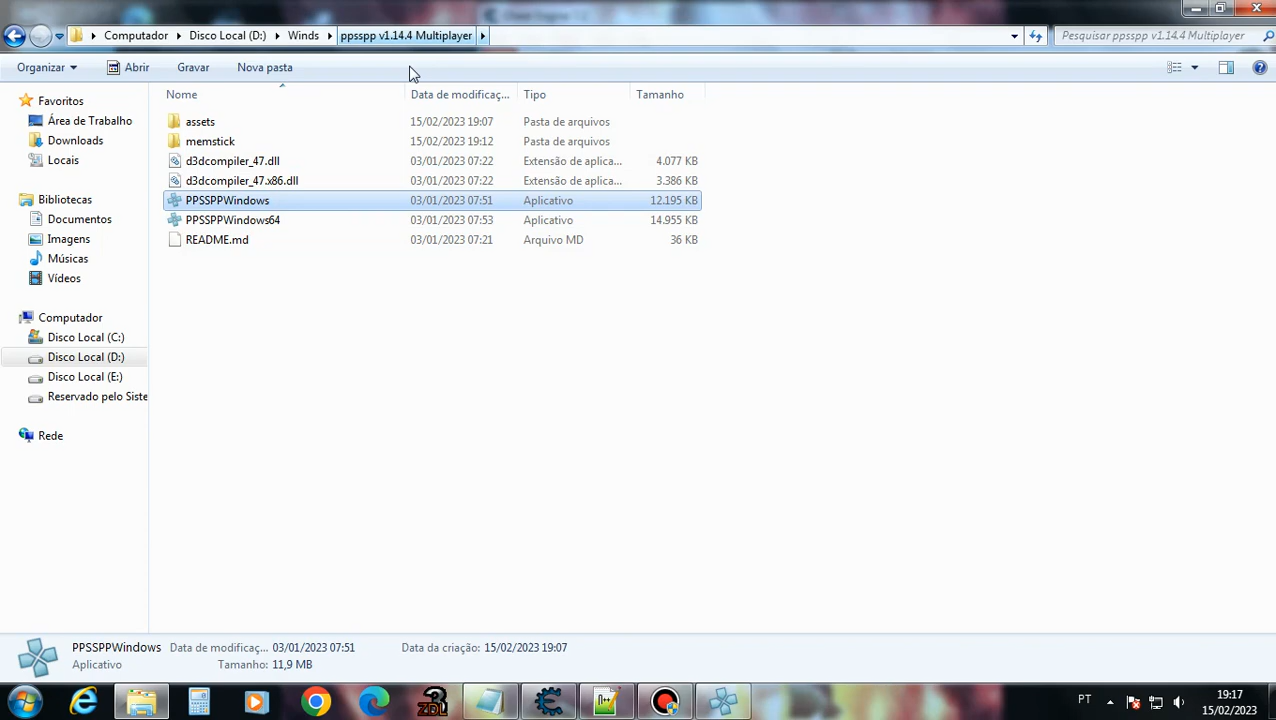 Computador Disco Local (D:) Winds ppsspp v1.14.4 Multiplayer Pesquisar ppsspp v1.14.4 Multiplayer
Organizar Abrir Gravar Nova pasta
Nome Data de modificaç... Tipo Tamanho
Favoritos
Área de Trabalho
Downloads
Locais
Bibliotecas
Documentos
Imagens
Músicas
Vídeos
Computador
Disco Local (C:)
Disco Local (D:)
Disco Local (E:)
Reservado pelo Siste
Rede
assets 15/02/2023 19:07 Pasta de arquivos
memstick 15/02/2023 19:12 Pasta de arquivos
d3dcompiler_47.dll 03/01/2023 07:22 Extensão de aplica... 4.077 KB
d3dcompiler_47.x86.dll 03/01/2023 07:22 Extensão de aplica... 3.386 KB
PPSSPPWindows 03/01/2023 07:51 Aplicativo 12.195 KB
PPSSPPWindows64 03/01/2023 07:53 Aplicativo 14.955 KB
README.md 03/01/2023 07:21 Arquivo MD 36 KB
PPSSPPWindows Data de modificaç... 03/01/2023 07:51 Data da criação: 15/02/2023 19:07
Aplicativo Tamanho: 11,9 MB
ZDL N++ PT 19:17
15/02/2023